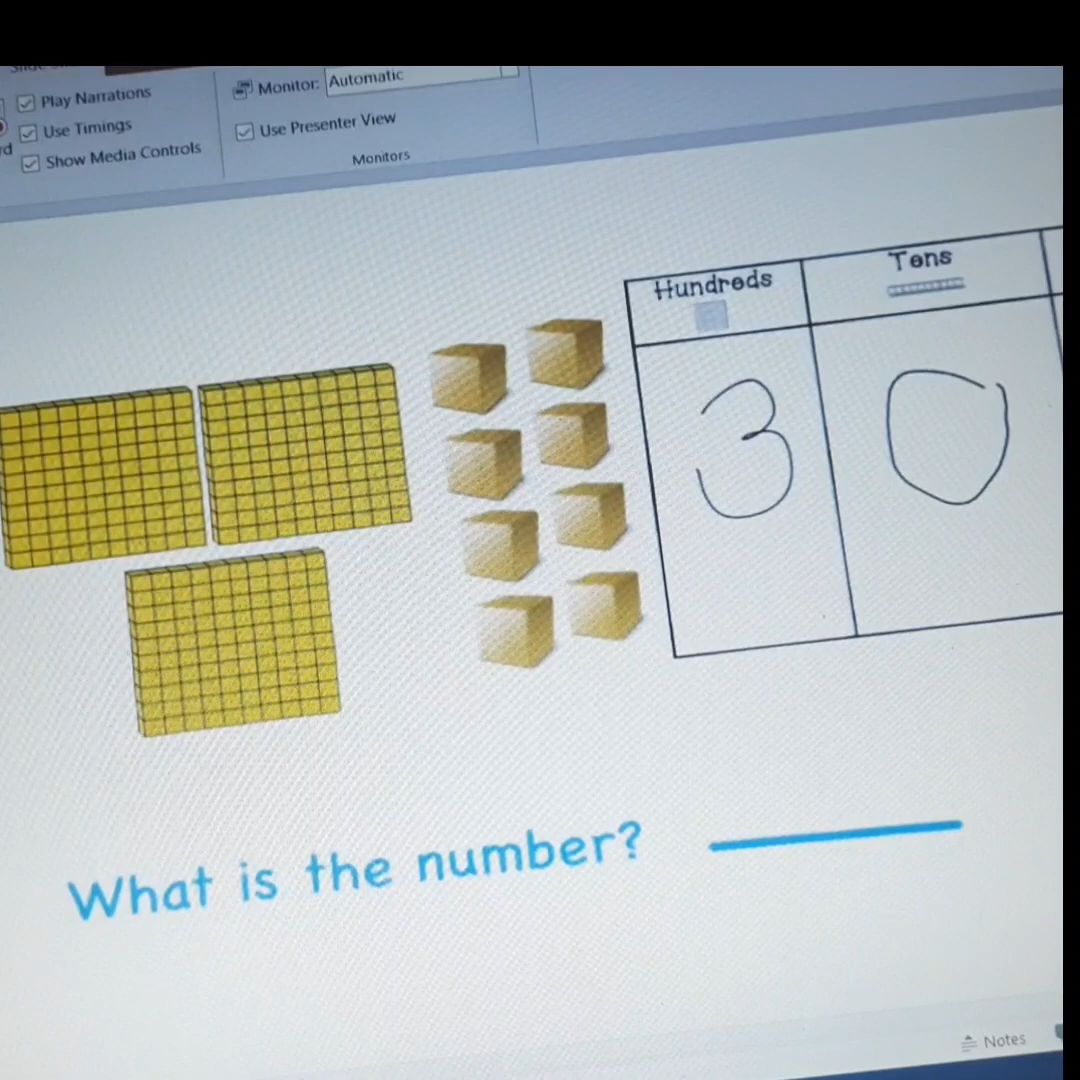 Play Narrations
Use Timings
Show Media Controls
Monitor: Automatic
Use Presenter View
Monitors
Hundreds
Tens
3
0
What is the number?
Notes